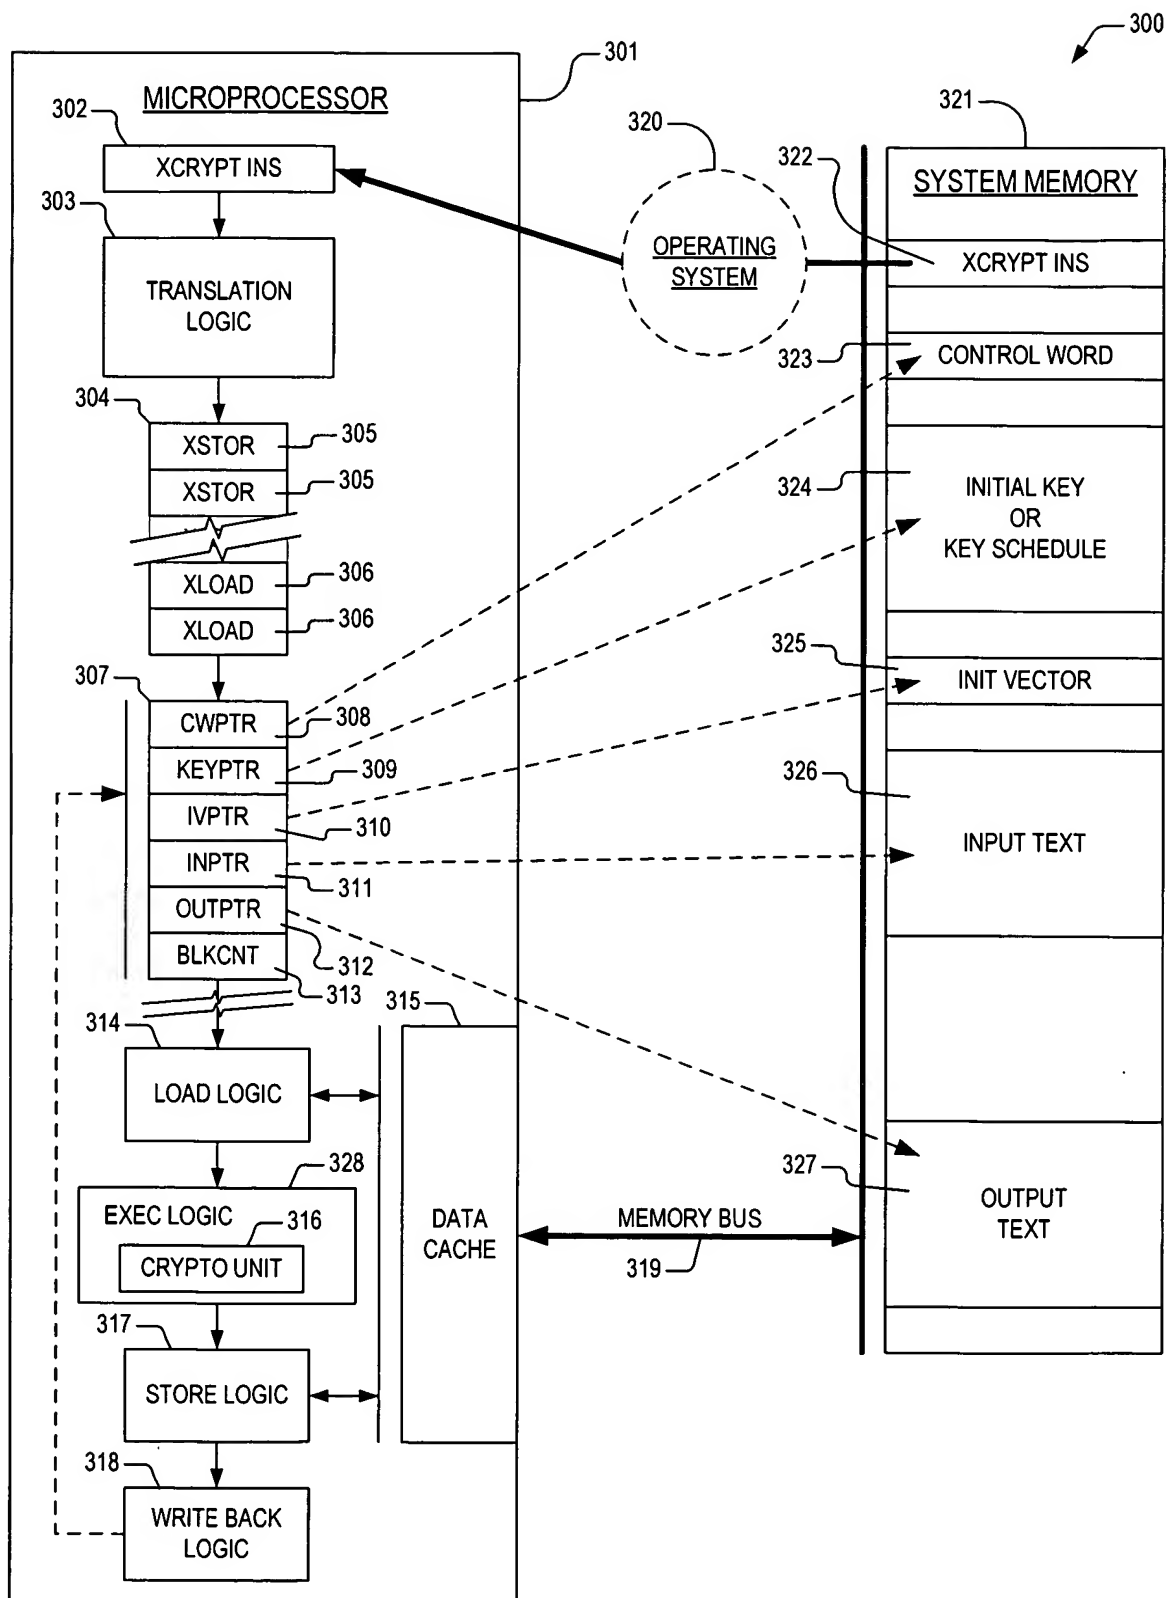 300
301
MICROPROCESSOR
302
XCRYPT INS
303
TRANSLATION
LOGIC
304
XSTOR
305
XSTOR
305
XLOAD
306
XLOAD
306
307
CWPTR
308
KEYPTR
309
IVPTR
310
INPTR
311
OUTPTR
312
BLKCNT
313
314
LOAD LOGIC
315
DATA
CACHE
328
EXEC LOGIC
316
CRYPTO UNIT
317
STORE LOGIC
318
WRITE BACK
LOGIC
320
OPERATING
SYSTEM
MEMORY BUS
319
321
SYSTEM MEMORY
322
XCRYPT INS
323
CONTROL WORD
324
INITIAL KEY
OR
KEY SCHEDULE
325
INIT VECTOR
326
INPUT TEXT
327
OUTPUT
TEXT